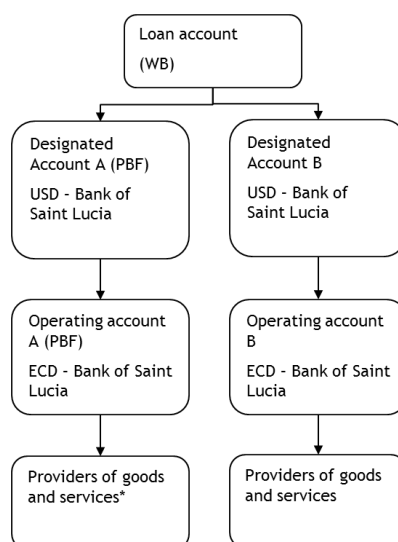 Loan account
(WB)
Designated
Account A (PBF)
USD - Bank of
Saint Lucia
Designated
Account B
USD - Bank of
Saint Lucia
Operating account
A (PBF)
ECD - Bank of Saint
Lucia
Operating account
B
ECD - Bank of Saint
Lucia
Providers of goods
and services*
Providers of goods
and services